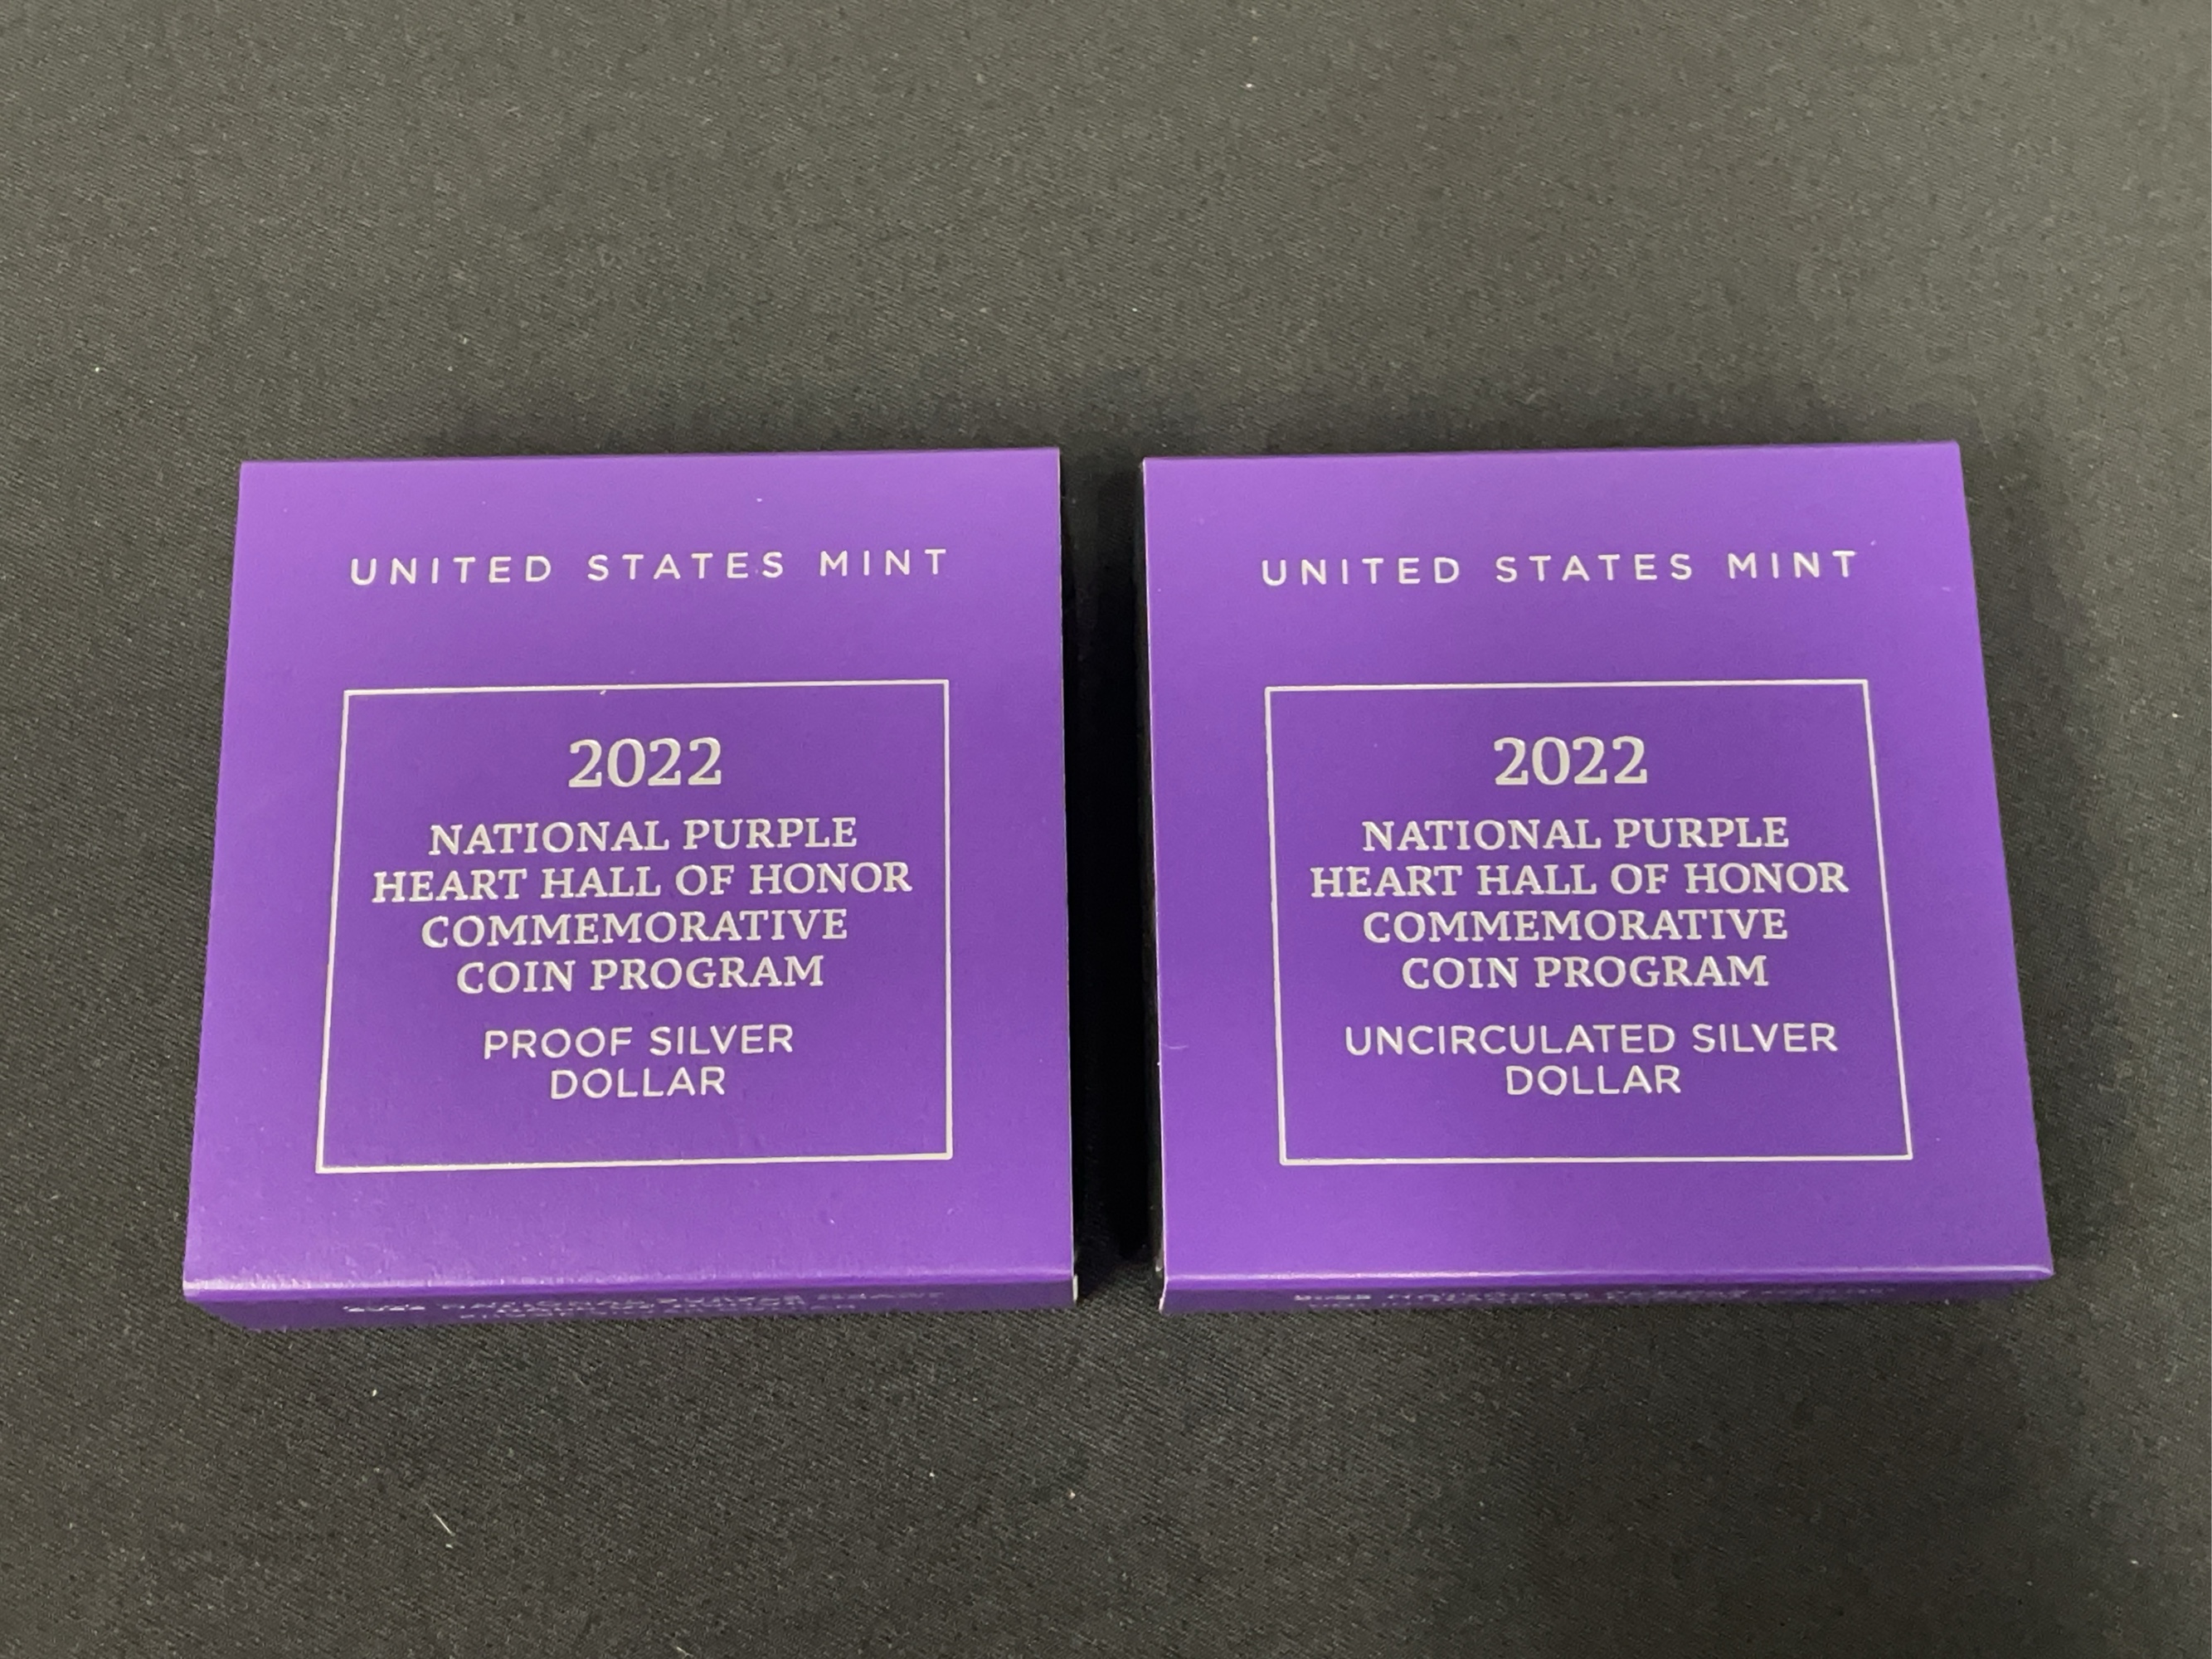 UNITED STATES MINT
2022
NATIONAL PURPLE
HEART HALL OF HONOR
COMMEMORATIVE
COIN PROGRAM
PROOF SILVER
DOLLAR
UNITED STATES MINT
2022
NATIONAL PURPLE
HEART HALL OF HONOR
COMMEMORATIVE
COIN PROGRAM
UNCIRCULATED SILVER
DOLLAR